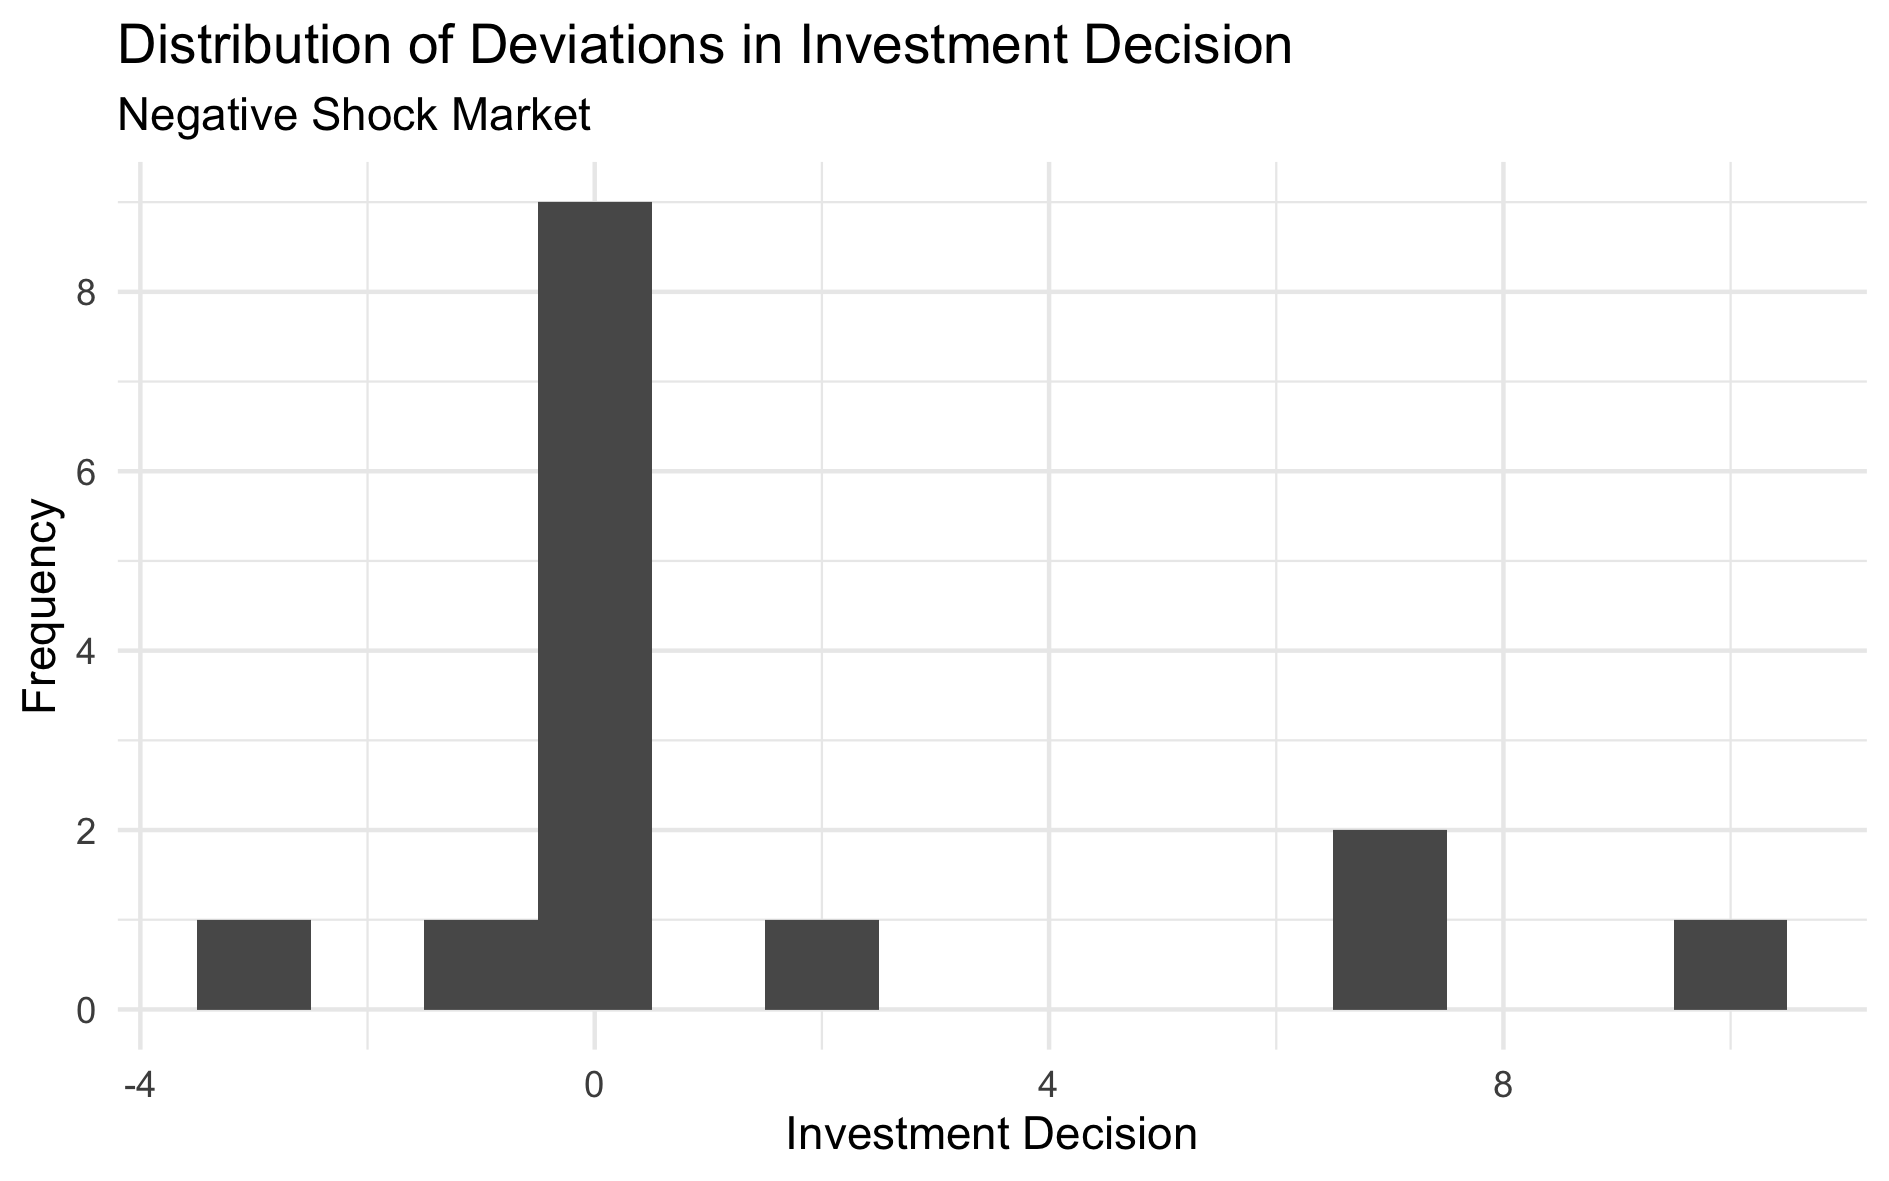 Distribution of Deviations in Investment Decision
Negative Shock Market
8
6
4
2
0
Frequency
-4 0 4 8
Investment Decision